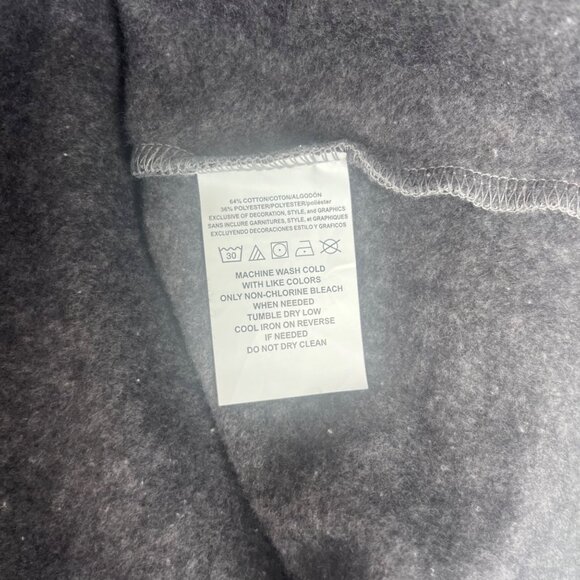 64% COTTON/COTON/ALGODÓN
36% POLYESTER/POLYESTER/poliéster
EXCLUSIVE OF DECORATION, STYLE, and GRAPHICS
SANS INCLURE GARNITURES, STYLE, et GRAPHIQUES
EXCLUYENDO DECORACIONES ESTILO Y GRAFICOS
30
MACHINE WASH COLD
WITH LIKE COLORS
ONLY NON-CHLORINE BLEACH
WHEN NEEDED
TUMBLE DRY LOW
COOL IRON ON REVERSE
IF NEEDED
DO NOT DRY CLEAN